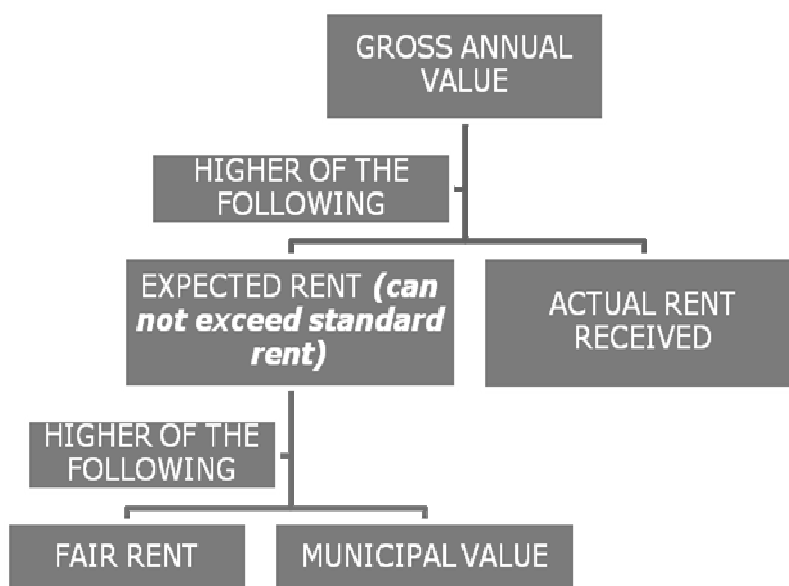 GROSS ANNUAL
VALUE
HIGHER OF THE
FOLLOWING
EXPECTED RENT (can
not exceed standard
rent)
ACTUAL RENT
RECEIVED
HIGHER OF THE
FOLLOWING
FAIR RENT
MUNICIPAL VALUE